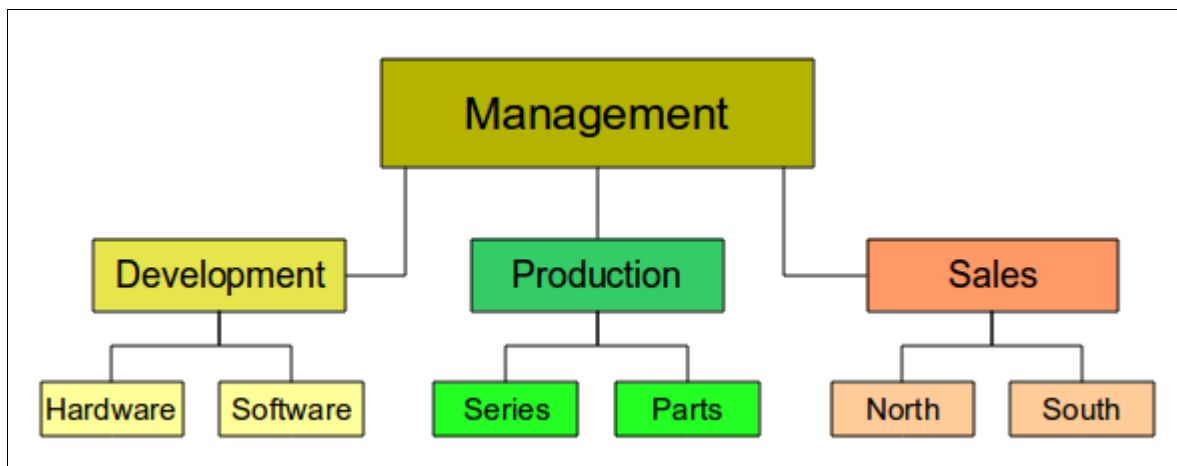 Management
Development
Production
Sales
Hardware
Software
Series
Parts
North
South